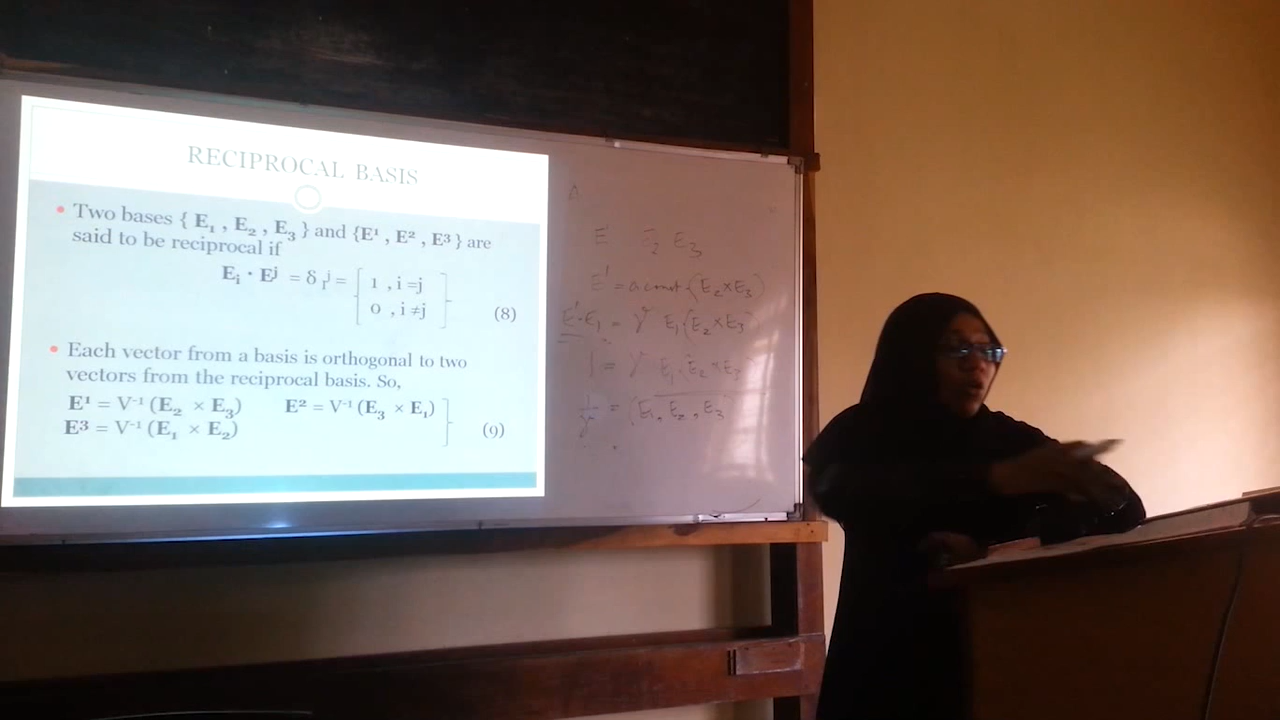 RECIPROCAL BASIS
• Two bases { E₁ , E₂ , E₃ } and {E¹ , E² , E³ } are
said to be reciprocal if
Eᵢ · Eʲ = δᵢʲ = [ 1 , i =j
0 , i ≠j ] (8)
• Each vector from a basis is orthogonal to two
vectors from the reciprocal basis. So,
E¹ = V⁻¹ (E₂ × E₃) E² = V⁻¹ (E₃ × E₁)
E³ = V⁻¹ (E₁ × E₂) (9)
E E₂ E₃
E¹ = a const (E₂×E₃)
E¹·E₁ = γ E₁·(E₂×E₃)
1 = γ E₁·E₂×E₃
1/γ = (E₁, E₂, E₃)